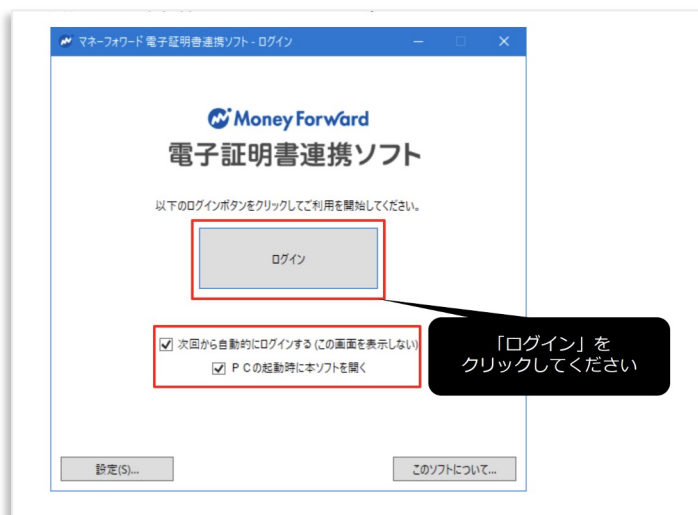 マネーフォワード 電子証明書連携ソフト - ログイン
Money Forward
電子証明書連携ソフト
以下のログインボタンをクリックしてご利用を開始してください。
ログイン
次回から自動的にログインする(この画面を表示しない)
PCの起動時に本ソフトを開く
「ログイン」を
クリックしてください
設定(S)...
このソフトについて...